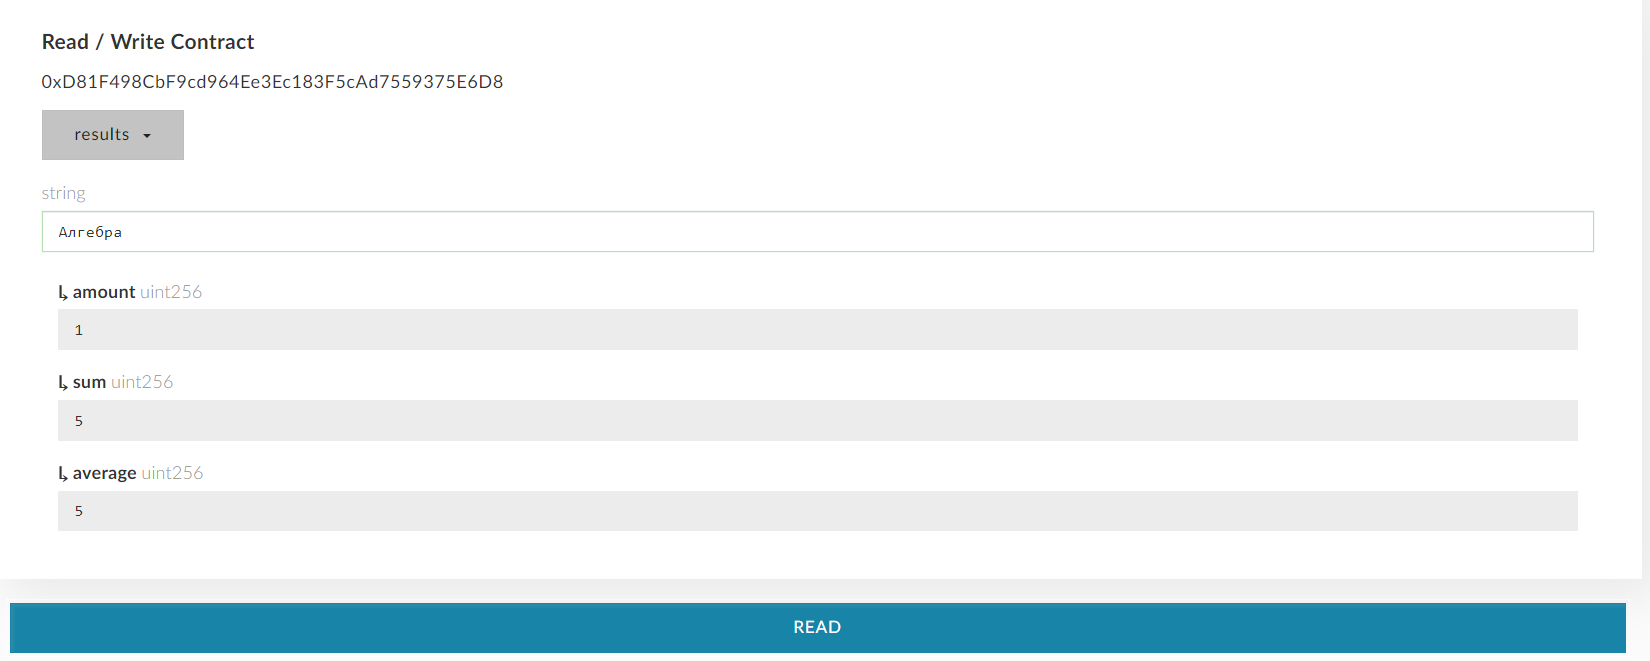 Read / Write Contract
0xD81F498CbF9cd964Ee3Ec183F5cAd7559375E6D8
results
string
Алгебра
↳ amount uint256
1
↳ sum uint256
5
↳ average uint256
5
READ